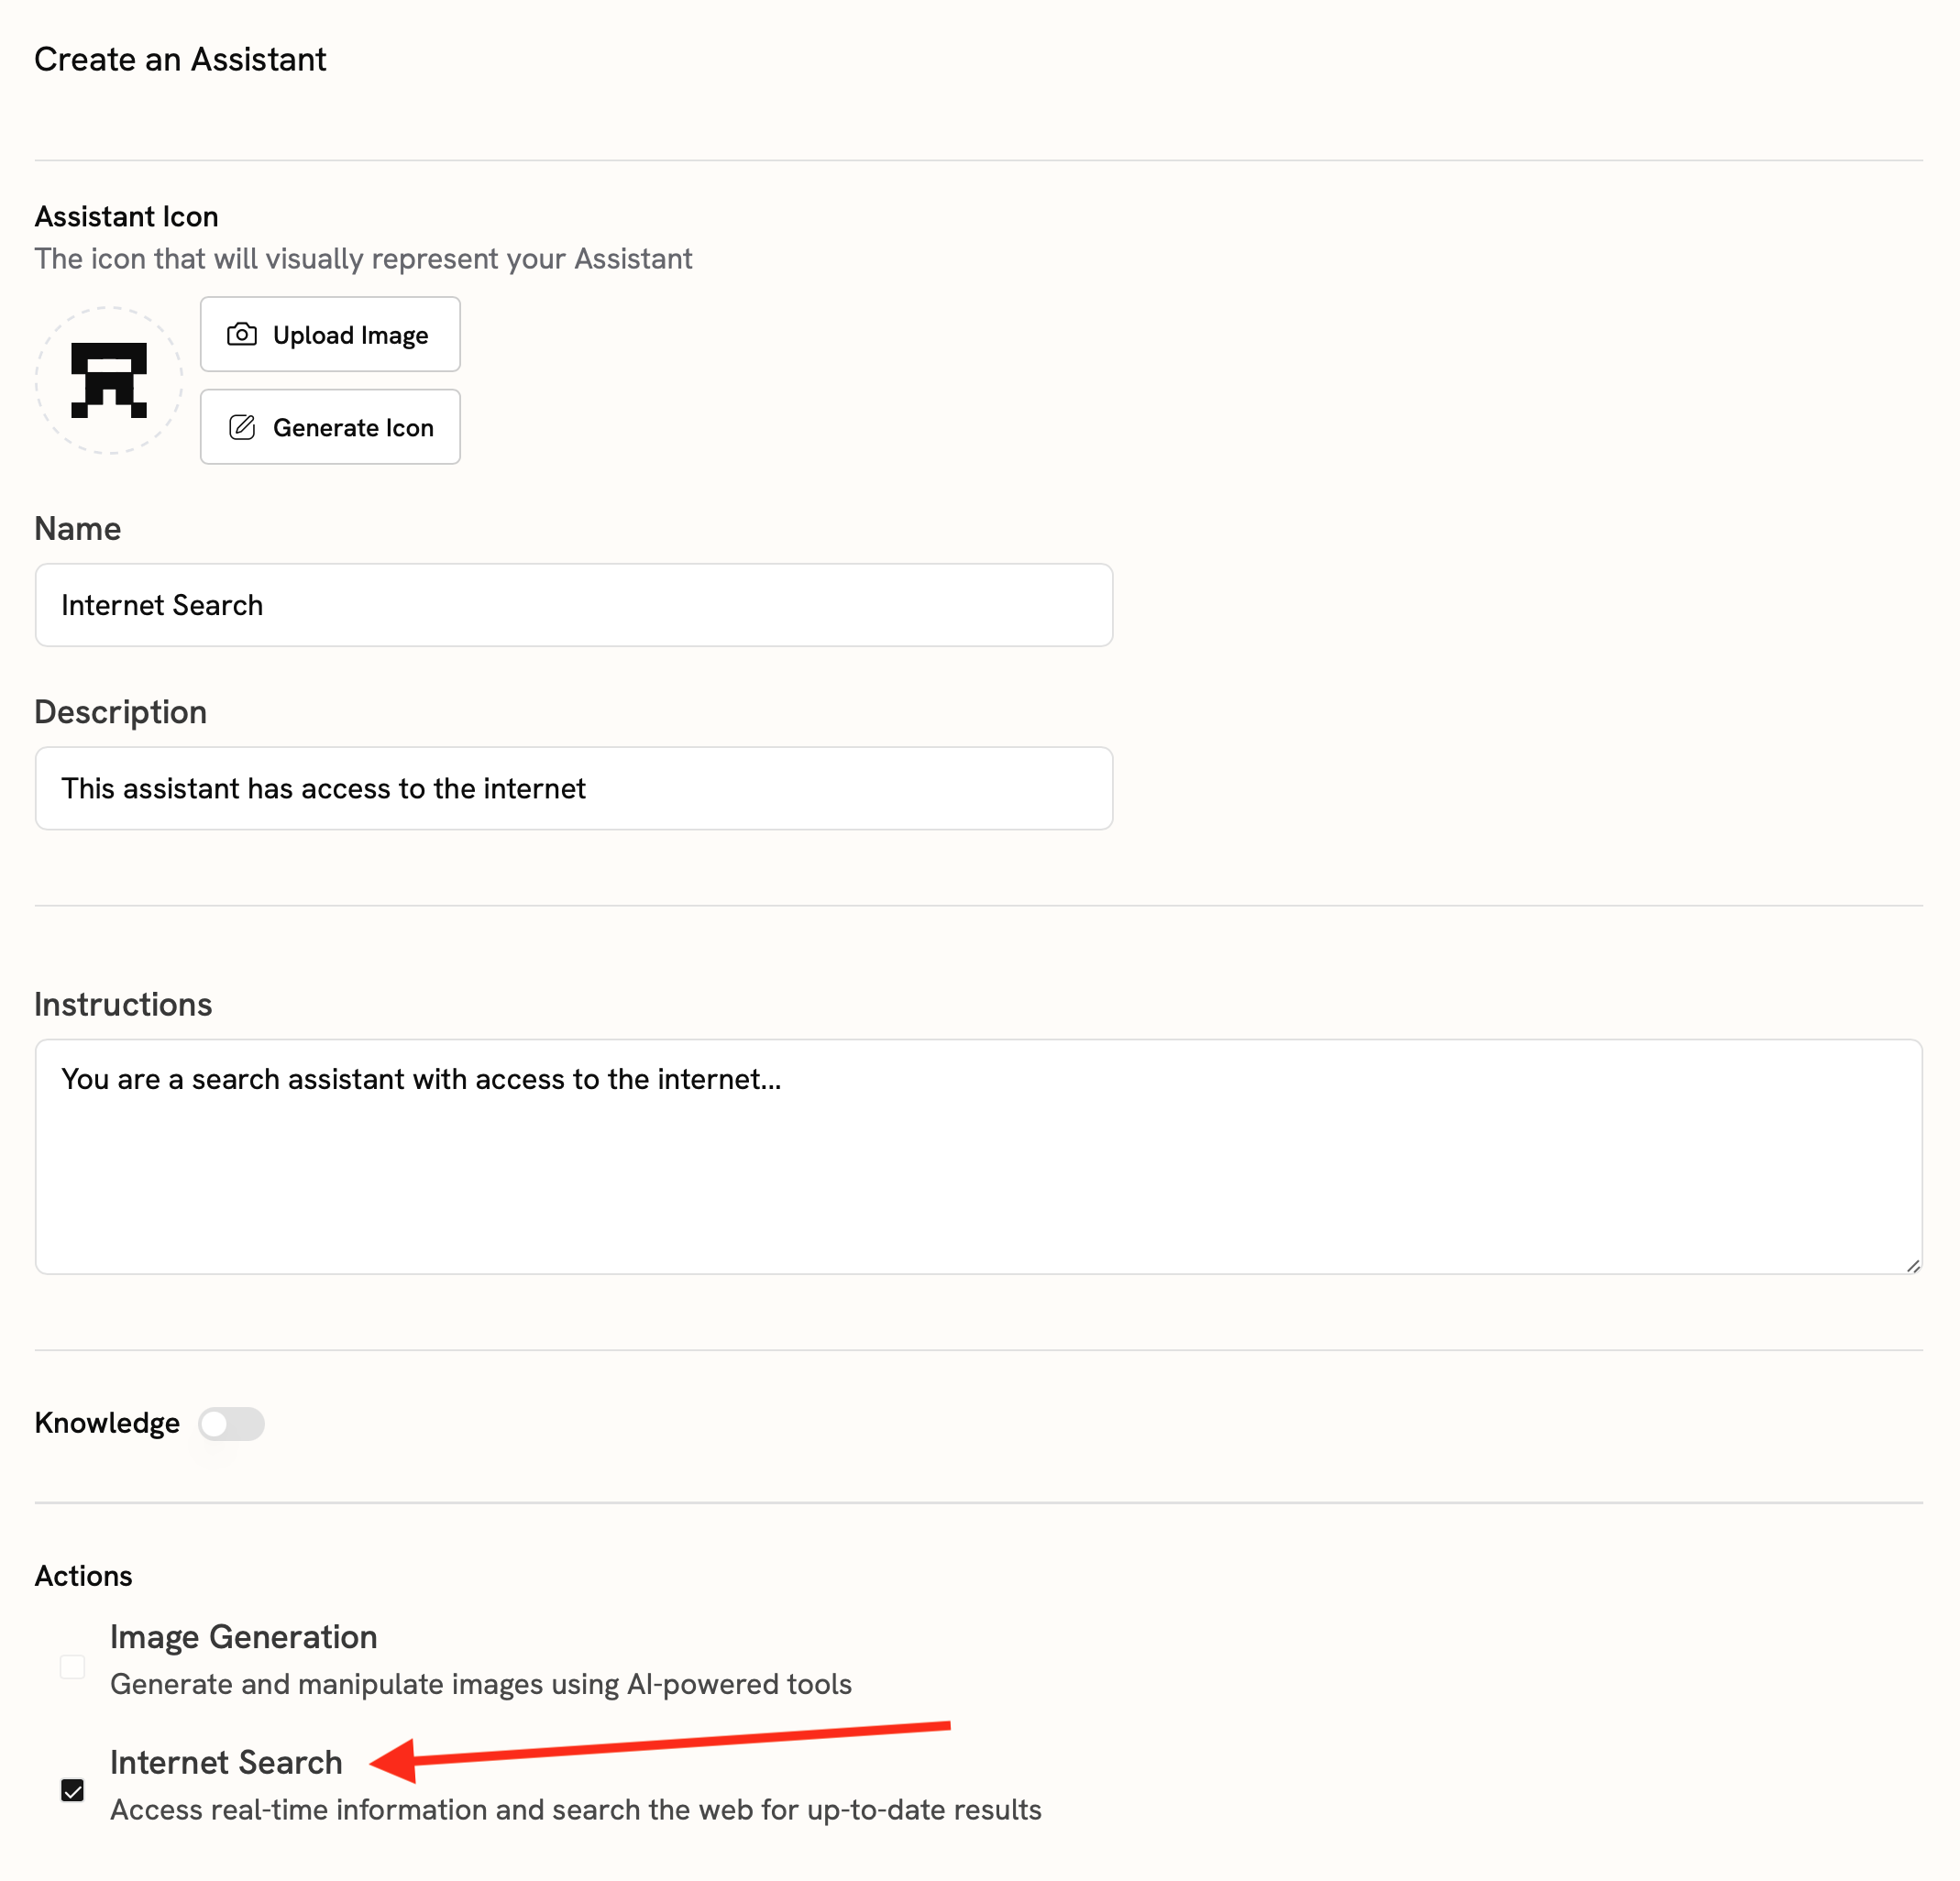 Create an Assistant
Assistant Icon
The icon that will visually represent your Assistant
Upload Image
Generate Icon
Name
Internet Search
Description
This assistant has access to the internet
Instructions
You are a search assistant with access to the internet...
Knowledge
Actions
Image Generation
Generate and manipulate images using AI-powered tools
Internet Search
Access real-time information and search the web for up-to-date results